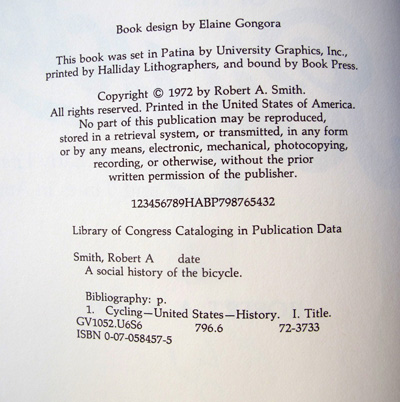 Book design by Elaine Gongora
This book was set in Patina by University Graphics, Inc.,
printed by Halliday Lithographers, and bound by Book Press.
Copyright © 1972 by Robert A. Smith.
All rights reserved. Printed in the United States of America.
No part of this publication may be reproduced,
stored in a retrieval system, or transmitted, in any form
or by any means, electronic, mechanical, photocopying,
recording, or otherwise, without the prior
written permission of the publisher.
123456789HABP798765432
Library of Congress Cataloging in Publication Data
Smith, Robert A date
A social history of the bicycle.
Bibliography: p.
1. Cycling—United States—History. I. Title.
GV1052.U6S6 796.6 72-3733
ISBN 0-07-058457-5